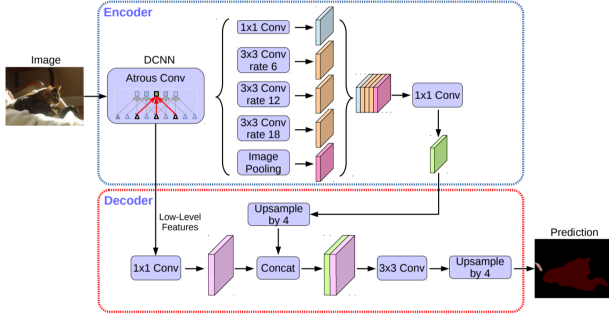 Encoder
Image
DCNN
Atrous Conv
1x1 Conv
3x3 Conv
rate 6
3x3 Conv
rate 12
3x3 Conv
rate 18
Image
Pooling
1x1 Conv
Decoder
Low-Level
Features
Upsample
by 4
1x1 Conv
Concat
3x3 Conv
Upsample
by 4
Prediction